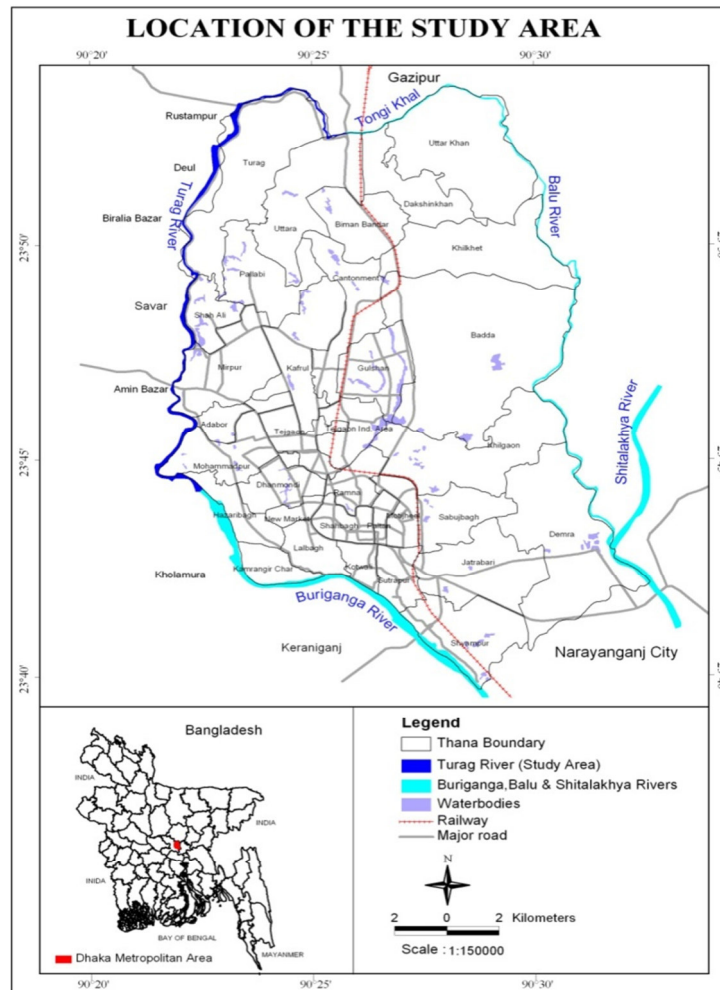 LOCATION OF THE STUDY AREA
90°20' 90°25' 90°30'
Gazipur
Rustampur
Tongi Khal
Uttar Khan
Deul
Turag
Turag River
Dakshinkhan
Balu River
Biralia Bazar
Uttara
Biman Bandar
23°50'
Khilkhet
Pallabi
Cantonment
Savar
Shah Ali
Badda
Mirpur
Kafrul
Gulshan
Amin Bazar
Shitalakhya River
Adabor
Tejgaon
Tejgaon Ind. Area
Khilgaon
23°45'
Mohammadpur
Dhanmondi
Ramna
Hazaribagh
New Market
Shahbagh
Paltan
Motijheel
Sabujbagh
Demra
Lalbagh
Jatrabari
Kholamura
Kamrangir Char
Kotwali
Sutrapur
Buriganga River
Keraniganj
Shyampur
Narayanganj City
23°40'
Bangladesh
INDIA
INDIA
INIDA
BAY OF BENGAL
MAYANMER
Dhaka Metropolitan Area
Legend
Thana Boundary
Turag River (Study Area)
Buriganga,Balu & Shitalakhya Rivers
Waterbodies
Railway
Major road
N
2 0 2 Kilometers
Scale : 1:150000
90°20' 90°25' 90°30'